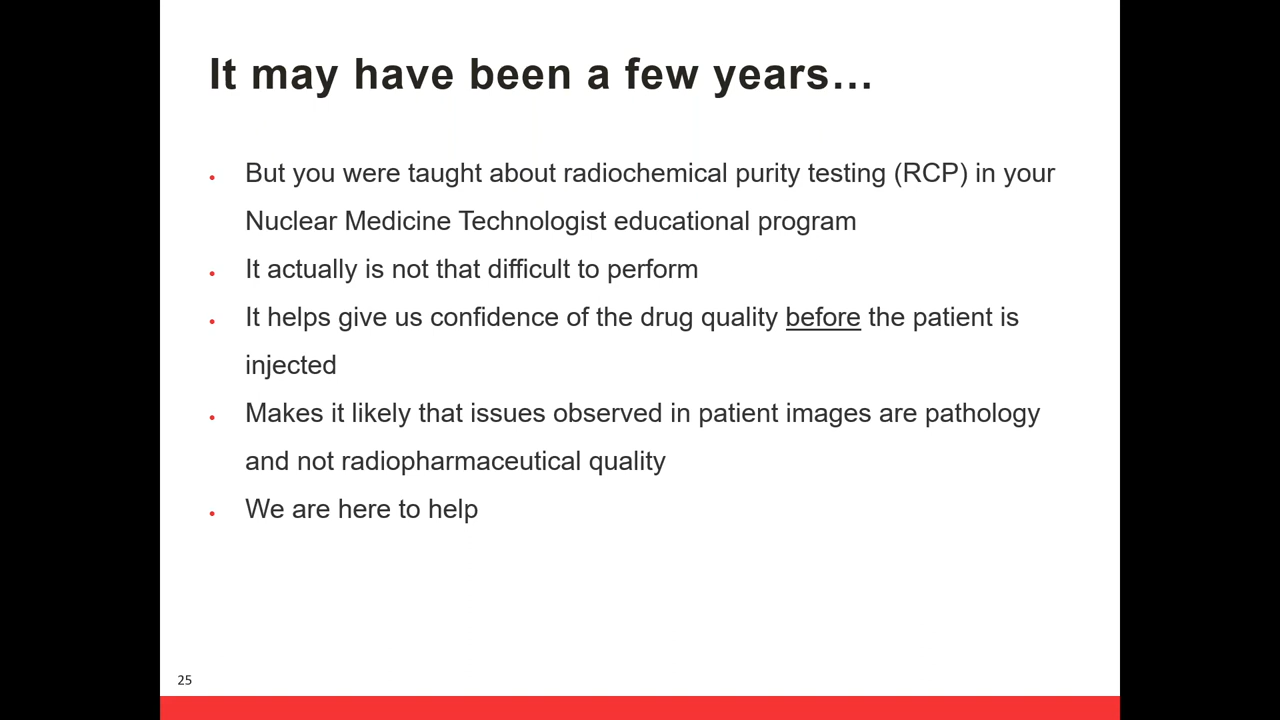 It may have been a few years…
• But you were taught about radiochemical purity testing (RCP) in your
Nuclear Medicine Technologist educational program
• It actually is not that difficult to perform
• It helps give us confidence of the drug quality before the patient is
injected
• Makes it likely that issues observed in patient images are pathology
and not radiopharmaceutical quality
• We are here to help
25